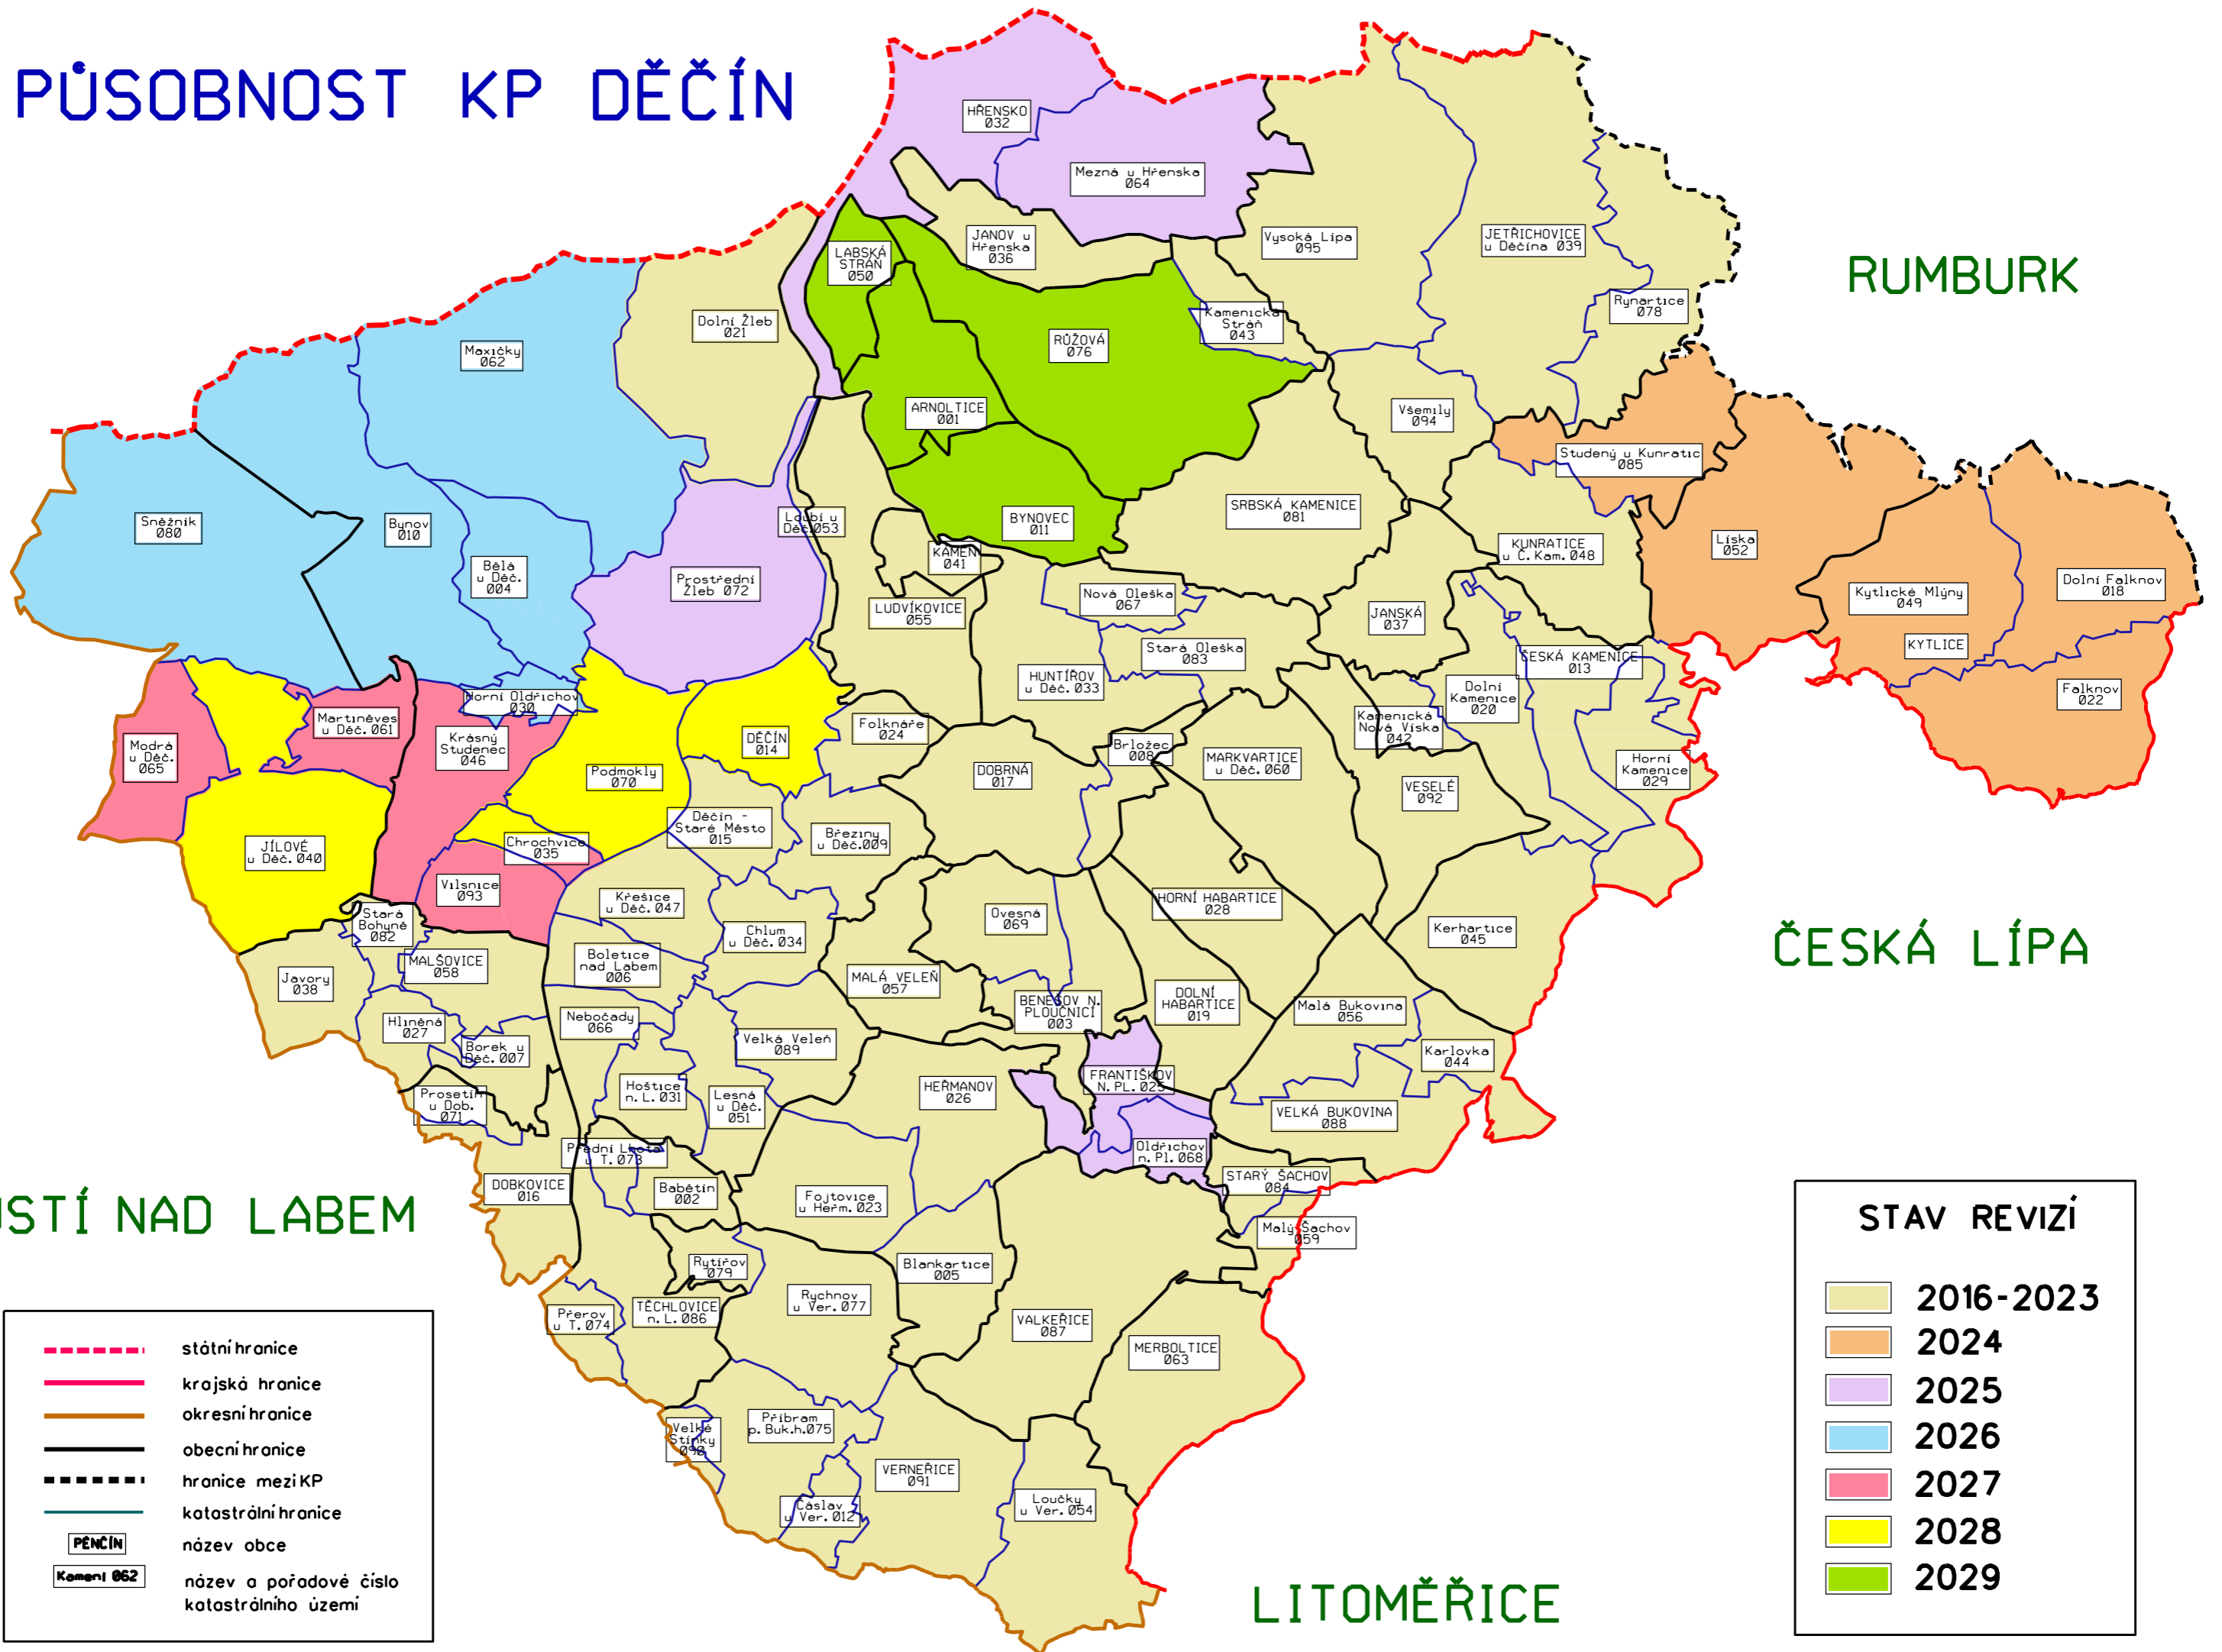 PŮSOBNOST KP DĚČÍN
HŘENSKO
032
Mezná u Hřenska
064
JANOV u
Hřenska
036
Vysoká Lípa
095
JETŘICHOVICE
u Děčína 039
LABSKÁ
STRÁŇ
050
RUMBURK
Rynartice
078
Dolní Žleb
021
Kamenická
Stráň
043
RŮŽOVÁ
076
Maxičky
062
ARNOLTICE
001
Všemily
094
Studený u Kunratic
085
Sněžník
080
Bynov
010
Loubí u
Děč.053
BYNOVEC
011
SRBSKÁ KAMENICE
081
Líska
052
KUNRATICE
u Č. Kam. 048
KÁMEN
041
Bělá
u Děč.
004
Prostřední
Žleb 072
Nová Oleška
067
Kytlické Mlýny
049
Dolní Falknov
018
LUDVÍKOVICE
055
JANSKÁ
037
KYTLICE
Stará Oleška
083
ČESKÁ KAMENICE
013
HUNTÍŘOV
u Děč. 033
Dolní
Kamenice
020
Falknov
022
Horní Oldřichov
030
Martiněves
u Děč. 061
Folknáře
024
Kamenická
Nová Víska
042
Krásný
Studenec
046
DĚČÍN
014
Brložec
008
Modrá
u Děč.
065
MARKVARTICE
u Děč. 060
Horní
Kamenice
029
DOBRNÁ
017
Podmokly
070
VESELÉ
092
Děčín -
Staré Město
015
Březiny
u Děč.009
Chrochvice
035
JÍLOVÉ
u Děč. 040
Vilsnice
093
Křešice
u Děč. 047
HORNÍ HABARTICE
028
Stará
Bohyně
082
Ovesná
069
Kerhartice
045
Chlum
u Děč. 034
ČESKÁ LÍPA
Boletice
nad Labem
006
MALŠOVICE
058
Javory
038
MALÁ VELEŇ
057
DOLNÍ
HABARTICE
019
BENEŠOV N.
PLOUČNICÍ
003
Malá Bukovina
056
Nebočady
066
Hliněná
027
Velká Veleň
089
Borek u
Děč. 007
Karlovka
044
FRANTIŠKOV
N. PL. 025
HEŘMANOV
026
Hoštice
n. L. 031
Lesná
u Děč.
051
Prosetín
u Dob.
071
VELKÁ BUKOVINA
088
Přední Lhota
u T. 073
Oldřichov
n. Pl. 068
DOBKOVICE
016
Babětín
002
STARÝ ŠACHOV
084
Fojtovice
u Heřm. 023
ÚSTÍ NAD LABEM
Malý Šachov
059
Rytířov
079
Blankartice
005
Rychnov
u Ver. 077
TĚCHLOVICE
n. L. 086
Přerov
u T. 074
VALKEŘICE
087
MERBOLTICE
063
Příbram
p. Buk.h.075
Velké
Stínky
090
VERNEŘICE
091
Čáslav
u Ver. 012
Loučky
u Ver. 054
LITOMĚŘICE
státní hranice
krajská hranice
okresní hranice
obecní hranice
hranice mezi KP
katastrální hranice
PĚNČÍN
název obce
Kamení 062
název a pořadové číslo
katastrálního území
STAV REVIZÍ
2016-2023
2024
2025
2026
2027
2028
2029